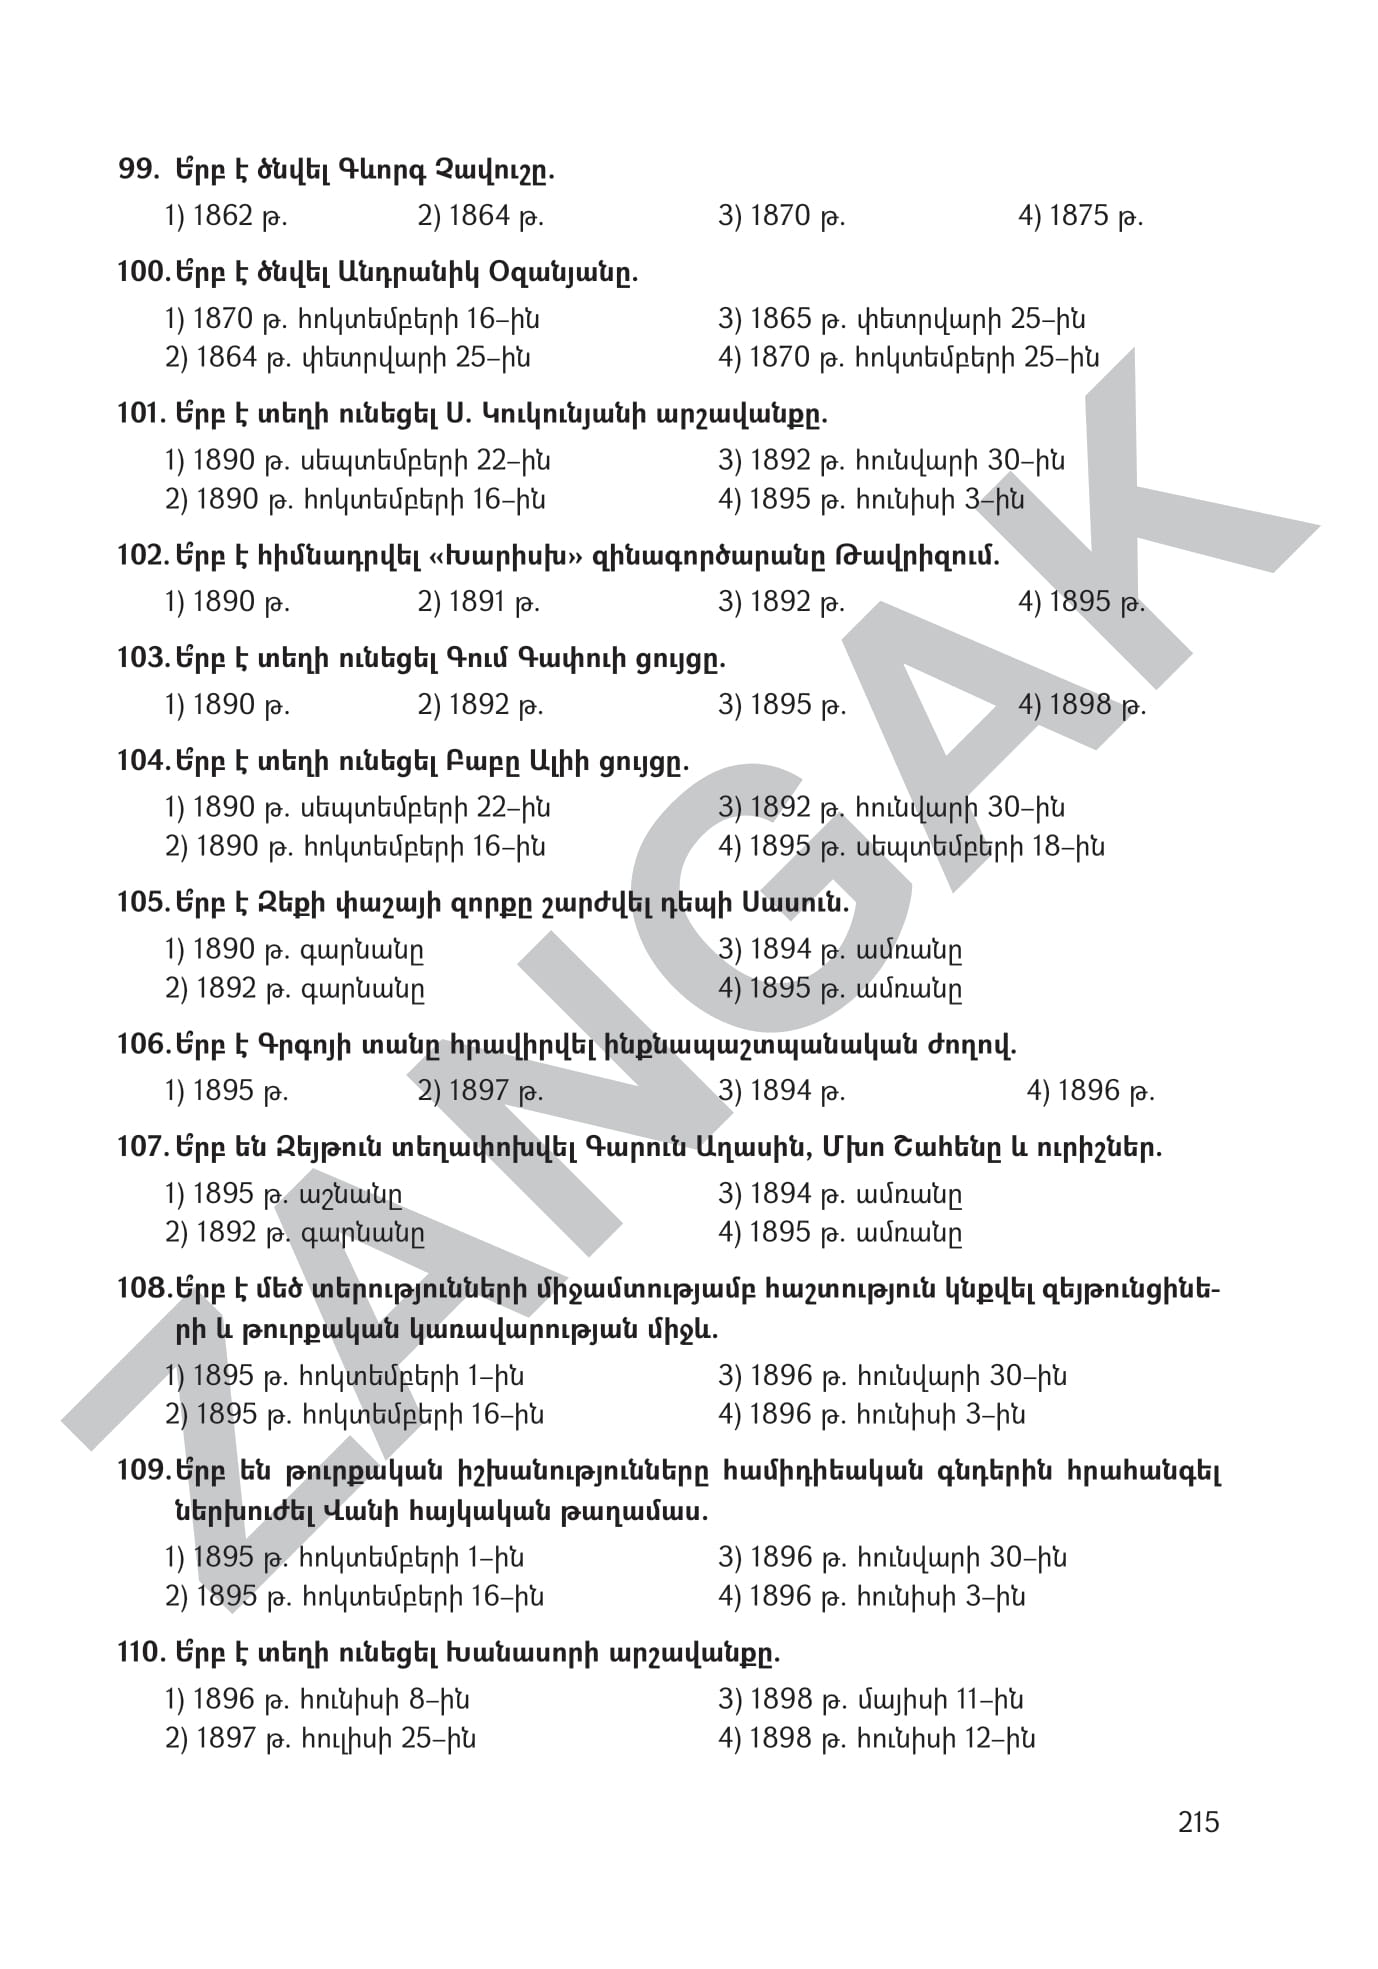 99. Ե՞րբ է ծնվել Գևորգ Չավուշը.
1) 1862 թ. 2) 1864 թ. 3) 1870 թ. 4) 1875 թ.
100. Ե՞րբ է ծնվել Անդրանիկ Օզանյանը.
1) 1870 թ. հոկտեմբերի 16–ին 3) 1865 թ. փետրվարի 25–ին
2) 1864 թ. փետրվարի 25–ին 4) 1870 թ. հոկտեմբերի 25–ին
101. Ե՞րբ է տեղի ունեցել Ս. Կուկունյանի արշավանքը.
1) 1890 թ. սեպտեմբերի 22–ին 3) 1892 թ. հունվարի 30–ին
2) 1890 թ. հոկտեմբերի 16–ին 4) 1895 թ. հունիսի 3–ին
102. Ե՞րբ է հիմնադրվել «Խարիսխ» զինագործարանը Թավրիզում.
1) 1890 թ. 2) 1891 թ. 3) 1892 թ. 4) 1895 թ.
103. Ե՞րբ է տեղի ունեցել Գում Գափուի ցույցը.
1) 1890 թ. 2) 1892 թ. 3) 1895 թ. 4) 1898 թ.
104. Ե՞րբ է տեղի ունեցել Բաբը Ալիի ցույցը.
1) 1890 թ. սեպտեմբերի 22–ին 3) 1892 թ. հունվարի 30–ին
2) 1890 թ. հոկտեմբերի 16–ին 4) 1895 թ. սեպտեմբերի 18–ին
105. Ե՞րբ է Զեքի փաշայի զորքը շարժվել դեպի Սասուն.
1) 1890 թ. գարնանը 3) 1894 թ. ամռանը
2) 1892 թ. գարնանը 4) 1895 թ. ամռանը
106. Ե՞րբ է Գրգոյի տանը հրավիրվել ինքնապաշտպանական ժողով.
1) 1895 թ. 2) 1897 թ. 3) 1894 թ. 4) 1896 թ.
107. Ե՞րբ են Զեյթուն տեղափոխվել Գարուն Աղասին, Մխո Շահենը և ուրիշներ.
1) 1895 թ. աշնանը 3) 1894 թ. ամռանը
2) 1892 թ. գարնանը 4) 1895 թ. ամռանը
108. Ե՞րբ է մեծ տերությունների միջամտությամբ հաշտություն կնքվել զեյթունցինե-
րի և թուրքական կառավարության միջև.
1) 1895 թ. հոկտեմբերի 1–ին 3) 1896 թ. հունվարի 30–ին
2) 1895 թ. հոկտեմբերի 16–ին 4) 1896 թ. հունիսի 3–ին
109. Ե՞րբ են թուրքական իշխանությունները համիդիեական գնդերին հրահանգել
ներխուժել Վանի հայկական թաղամաս.
1) 1895 թ. հոկտեմբերի 1–ին 3) 1896 թ. հունվարի 30–ին
2) 1895 թ. հոկտեմբերի 16–ին 4) 1896 թ. հունիսի 3–ին
110. Ե՞րբ է տեղի ունեցել Խանասորի արշավանքը.
1) 1896 թ. հունիսի 8–ին 3) 1898 թ. մայիսի 11–ին
2) 1897 թ. հուլիսի 25–ին 4) 1898 թ. հունիսի 12–ին
215
ZANGAK